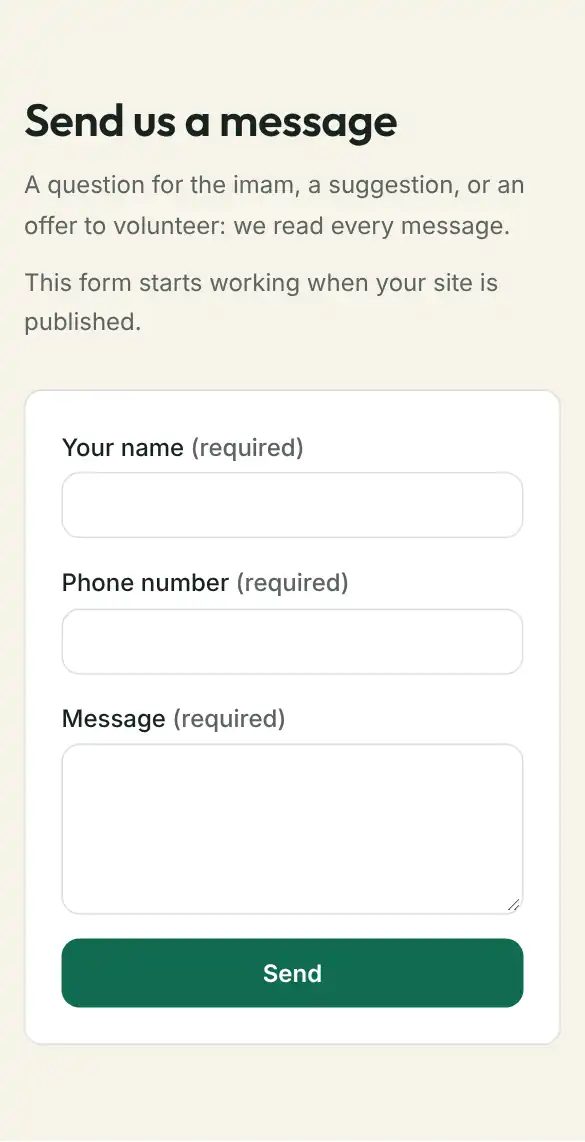 Send us a message
A question for the imam, a suggestion, or an
offer to volunteer: we read every message.
This form starts working when your site is
published.
Your name (required)
Phone number (required)
Message (required)
Send